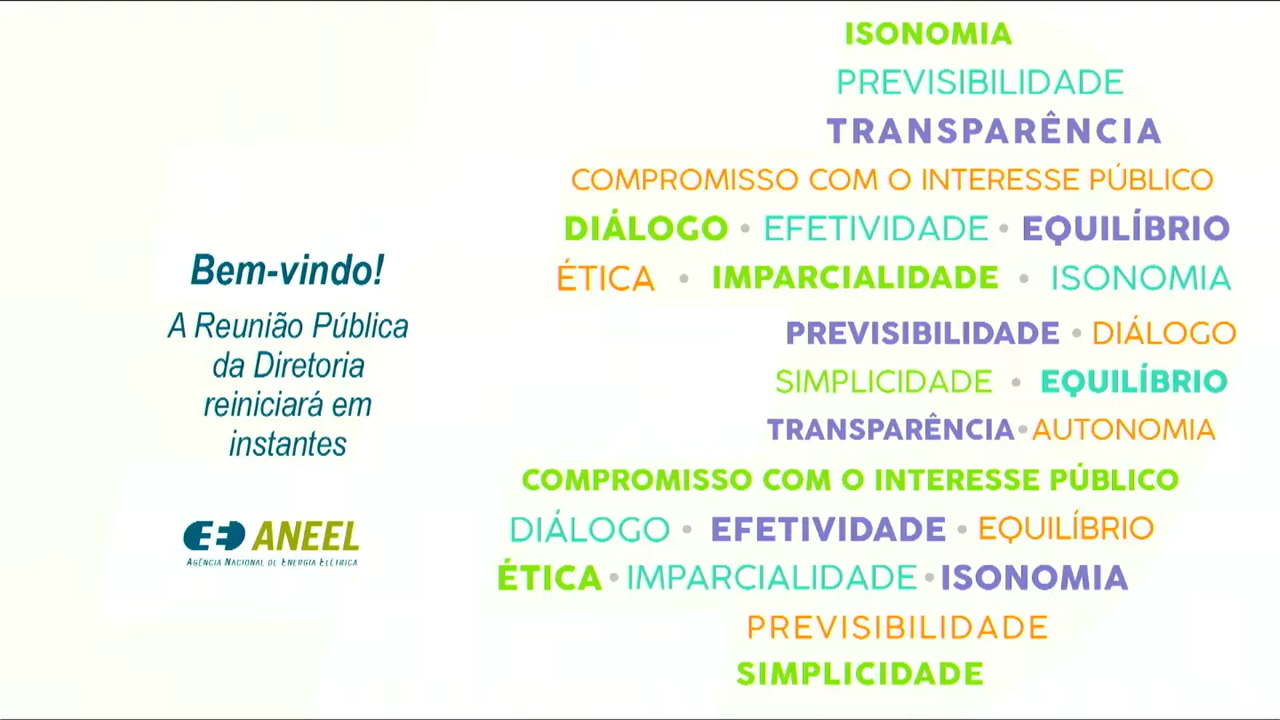 Bem-vindo!
A Reunião Pública
da Diretoria
reiniciará em
instantes
ANEEL
AGÊNCIA NACIONAL DE ENERGIA ELÉTRICA
ISONOMIA
PREVISIBILIDADE
TRANSPARÊNCIA
COMPROMISSO COM O INTERESSE PÚBLICO
DIÁLOGO • EFETIVIDADE • EQUILÍBRIO
ÉTICA • IMPARCIALIDADE • ISONOMIA
PREVISIBILIDADE • DIÁLOGO
SIMPLICIDADE • EQUILÍBRIO
TRANSPARÊNCIA • AUTONOMIA
COMPROMISSO COM O INTERESSE PÚBLICO
DIÁLOGO • EFETIVIDADE • EQUILÍBRIO
ÉTICA • IMPARCIALIDADE • ISONOMIA
PREVISIBILIDADE
SIMPLICIDADE